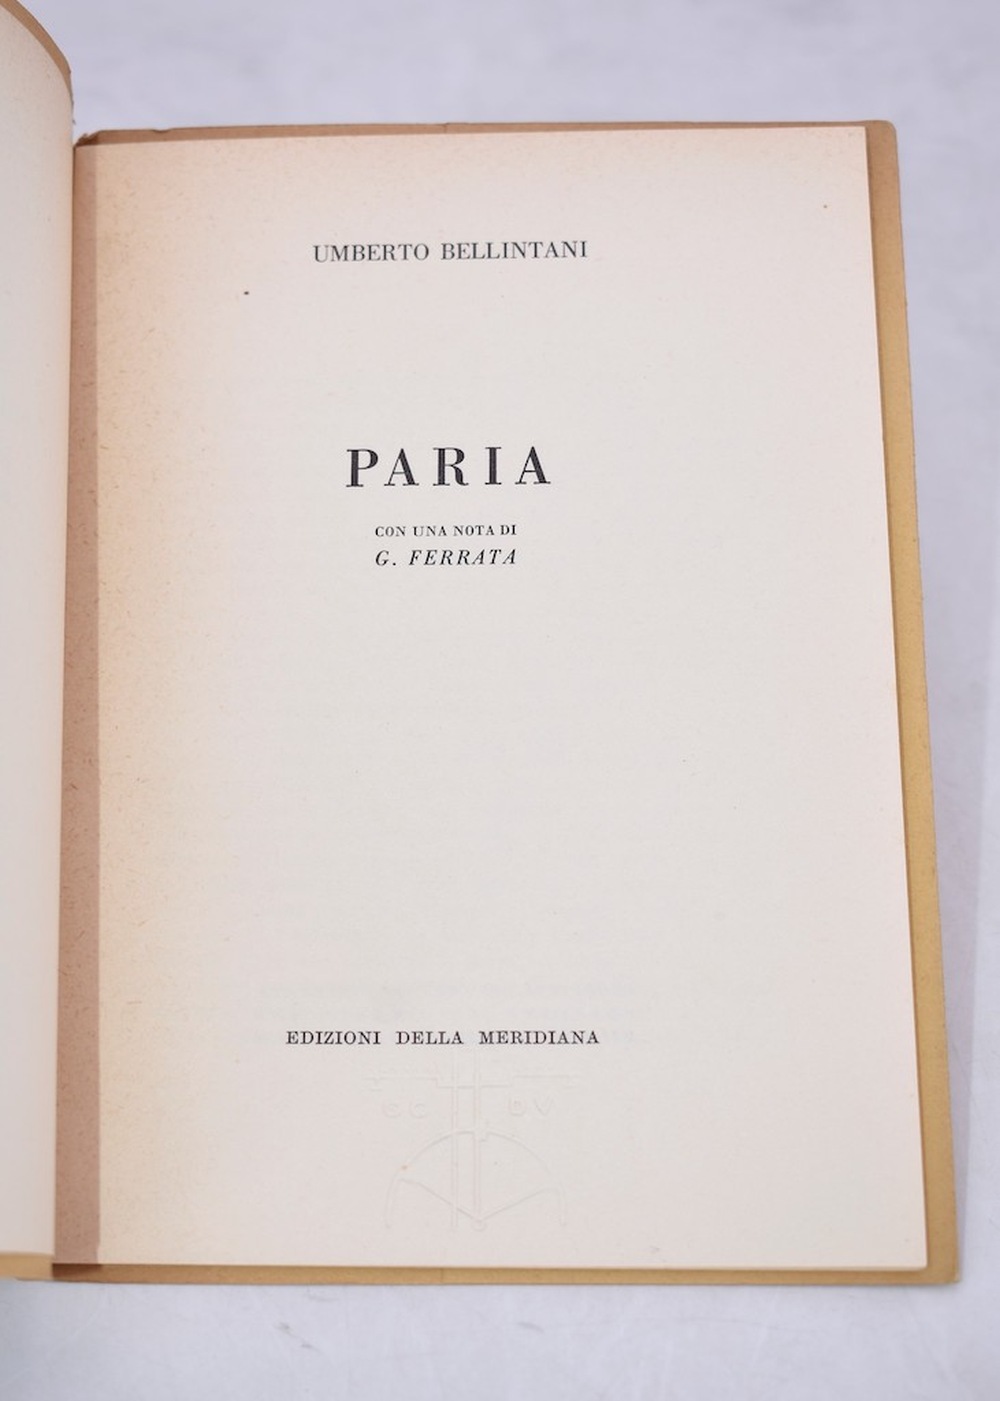 UMBERTO BELLINTANI
PARIA
CON UNA NOTA DI
G. FERRATA
EDIZIONI DELLA MERIDIANA